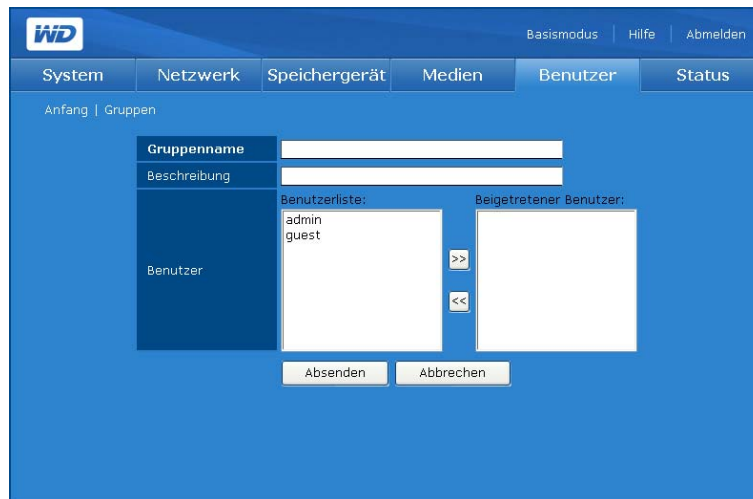 WD
Basismodus | Hilfe | Abmelden
System Netzwerk Speichergerät Medien Benutzer Status
Anfang | Gruppen
Gruppenname
Beschreibung
Benutzerliste: Beigetretener Benutzer:
admin
guest
Benutzer
>>
<<
Absenden Abbrechen